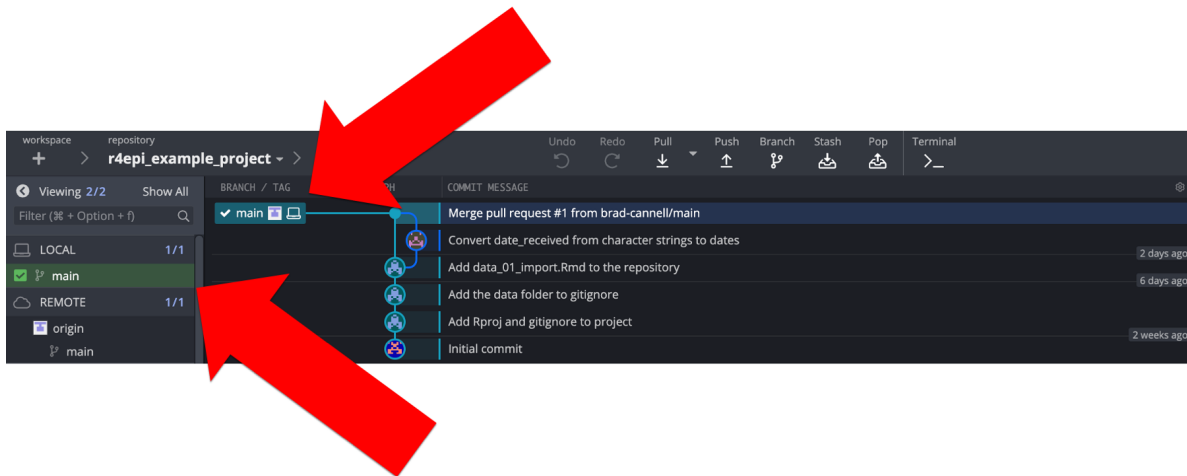 workspace repository
Undo Redo Pull Push Branch Stash Pop Terminal
r4epi_example_project
Viewing 2/2 Show All
BRANCH / TAG PH COMMIT MESSAGE
Filter (⌘ + Option + f)
main Merge pull request #1 from brad-cannell/main
Convert date_received from character strings to dates
LOCAL 1/1
2 days ago
main Add data_01_import.Rmd to the repository
6 days ago
REMOTE 1/1 Add the data folder to gitignore
origin Add Rproj and gitignore to project
2 weeks ago
main Initial commit